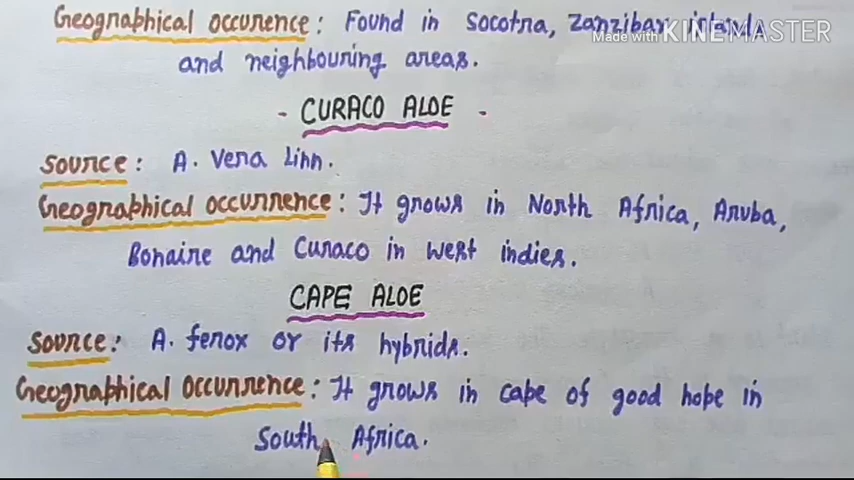 Geographical occurence: Found in Socotra, Zanzibar islands
Made with KINEMASTER
and neighbouring areas.
- CURACO ALOE -
Source: A. Vera Linn.
Geographical occurrence: It grows in North Africa, Aruba,
Bonaire and Curaco in west indies.
CAPE ALOE
Source: A. ferox or its hybrids.
Geographical occurrence: It grows in cape of good hope in
South Africa.